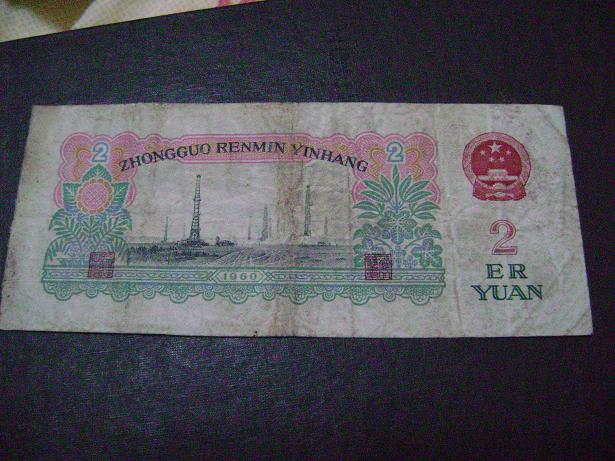 2
ZHONGGUO RENMIN YINHANG
2
1960
2
ER
YUAN